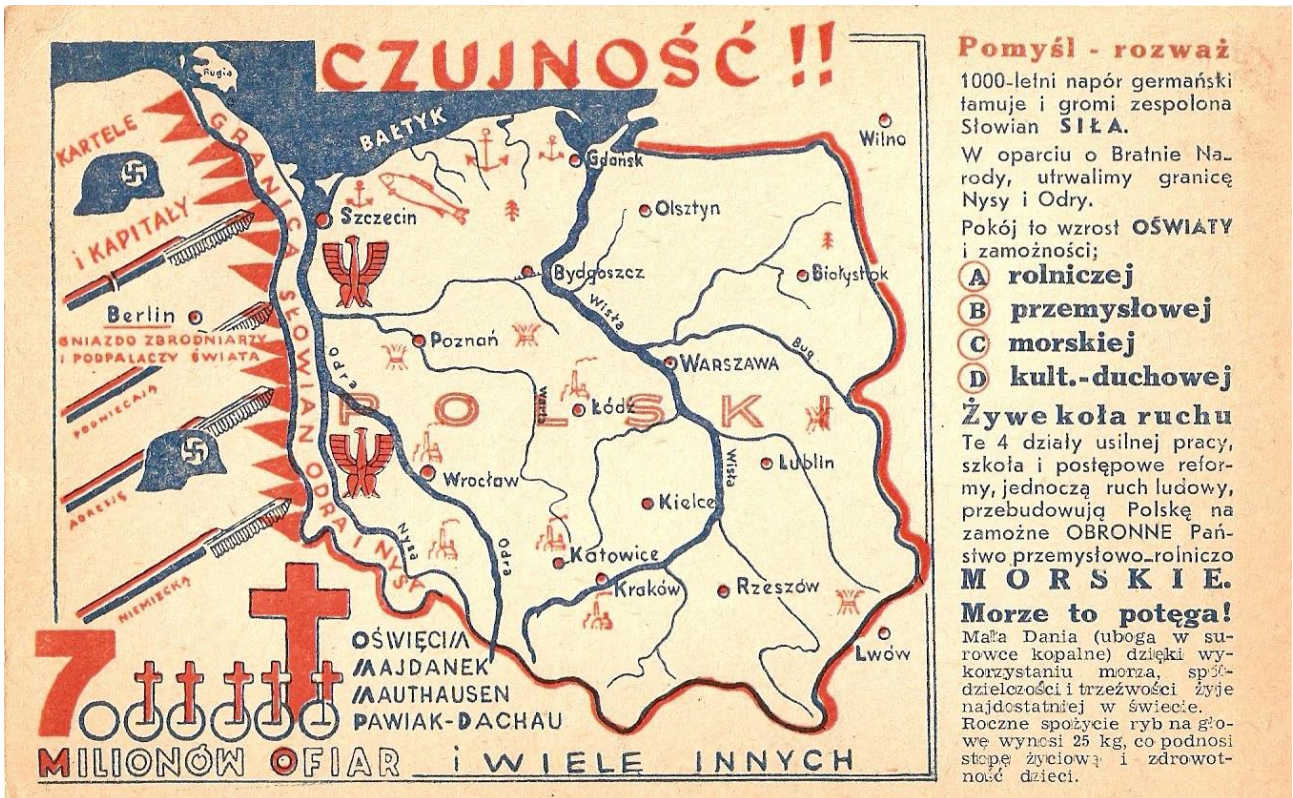 CZUJNOŚĆ !!
Rugia
BAŁTYK
KARTELE
i KAPITAŁY
Berlin
GNIAZDO ZBRODNIARZY
i PODPALACZY ŚWIATA
PODNIECAJĄ
AGRESJĘ
NIEMIECKĄ
GRANICA SŁOWIAN ODRA I NYSA
Gdańsk
Wilno
Szczecin
Olsztyn
Bydgoszcz
Białystok
Wisła
Poznań
WARSZAWA
Bug
Odra
Warta
POLSKI
Łódź
Wrocław
Wisła
Lublin
Kielce
Nysa
Odra
Katowice
Kraków
Rzeszów
Lwów
7000000
MILIONÓW OFIAR
OŚWIĘCIM
MAJDANEK
MAUTHAUSEN
PAWIAK-DACHAU
i WIELE INNYCH
Pomyśl - rozważ
1000-letni napór germański
łamuje i gromi zespolona
Słowian SIŁA.
W oparciu o Bratnie Na-
rody, utrwalimy granicę
Nysy i Odry.
Pokój to wzrost OŚWIATY
i zamożności;
A rolniczej
B przemysłowej
C morskiej
D kult.-duchowej
Żywe koła ruchu
Te 4 działy usilnej pracy,
szkoła i postępowe refor-
my, jednoczą ruch ludowy,
przebudowują Polskę na
zamożne OBRONNE Pań-
stwo przemysłowo-rolniczo
MORSKIE.
Morze to potęga!
Mała Dania (uboga w su-
rowce kopalne) dzięki wy-
korzystaniu morza, spół-
dzielczości i trzeźwości żyje
najdostatniej w świecie.
Roczne spożycie ryb na gło-
wę wynosi 25 kg, co podnosi
stopę życiową i zdrowot-
ność dzieci.